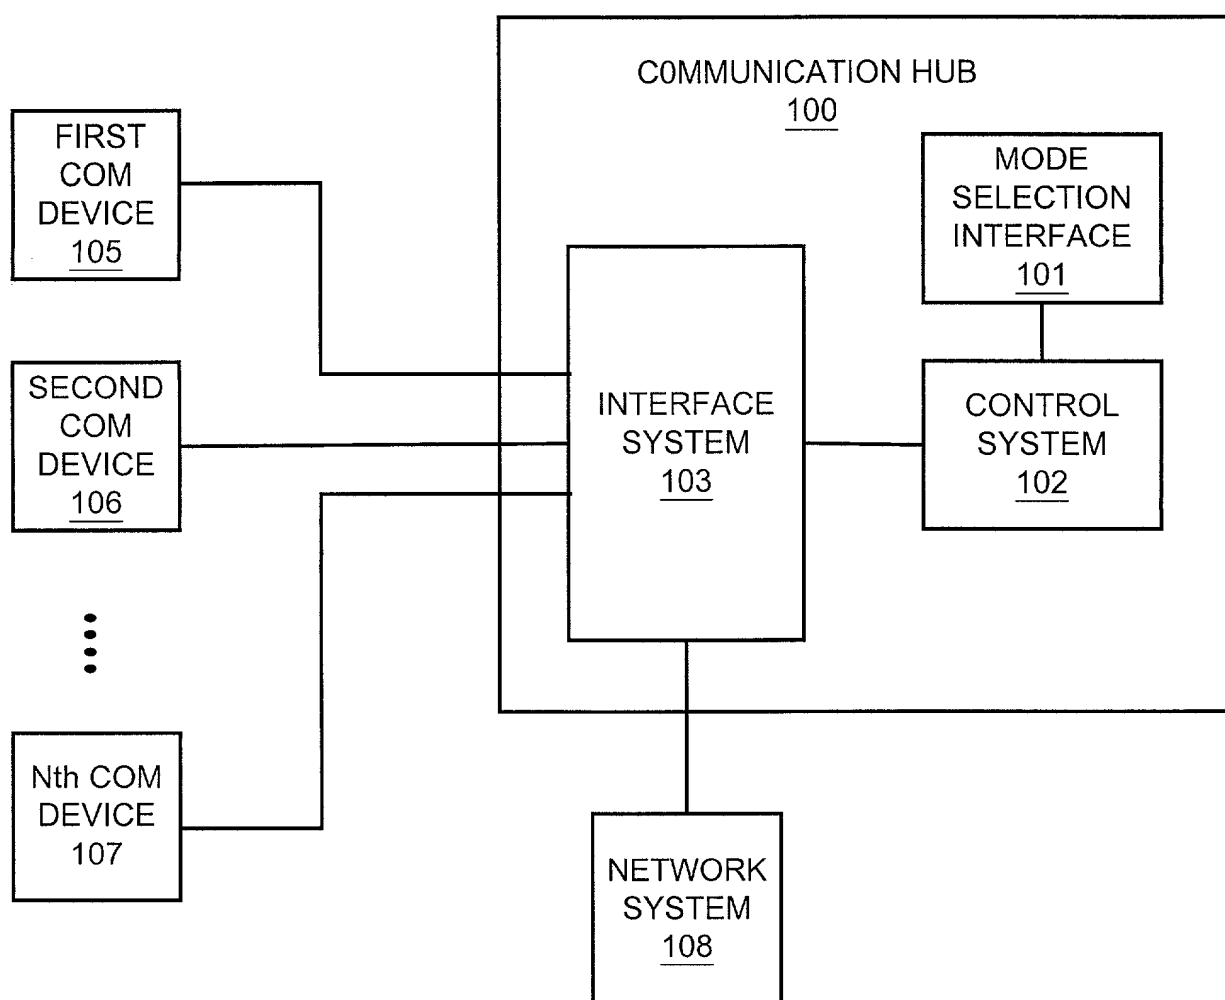 C0MMUNICATION HUB
100
FIRST
COM
DEVICE
105
MODE
SELECTION
INTERFACE
101
SECOND
COM
DEVICE
106
INTERFACE
SYSTEM
103
CONTROL
SYSTEM
102
Nth COM
DEVICE
107
NETWORK
SYSTEM
108